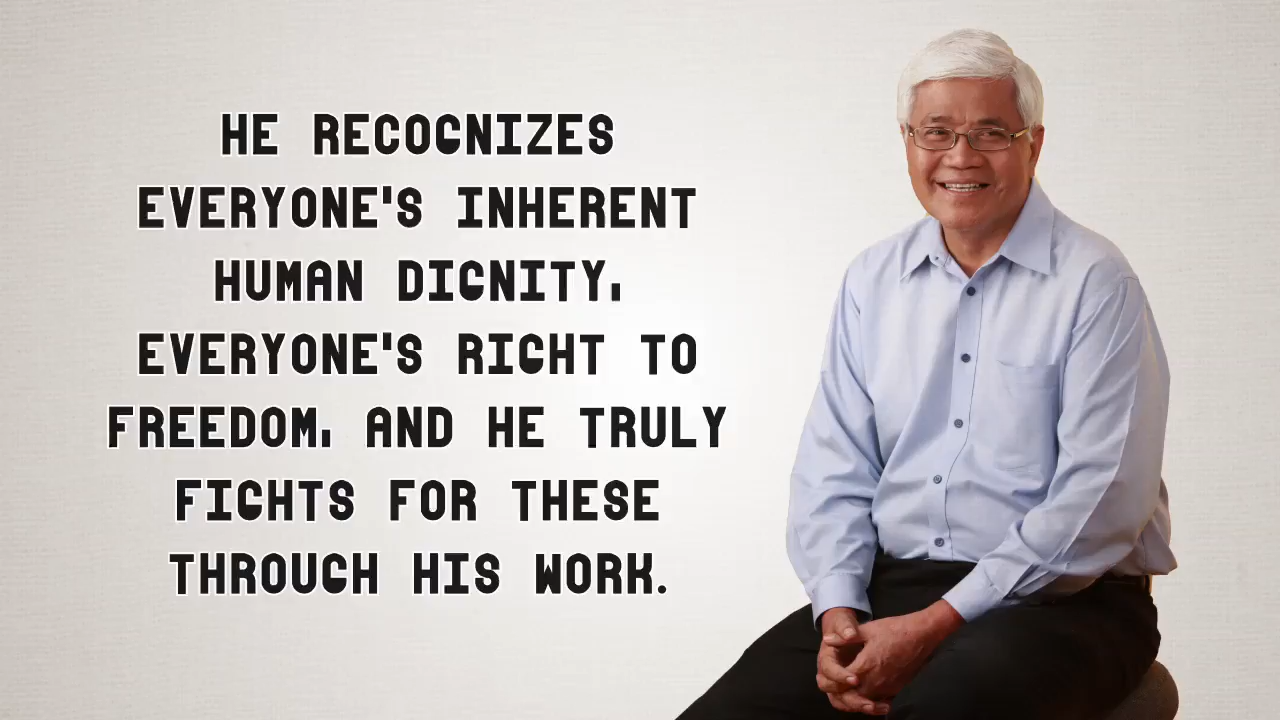 HE RECOGNIZES
EVERYONE'S INHERENT
HUMAN DIGNITY,
EVERYONE'S RIGHT TO
FREEDOM, AND HE TRULY
FIGHTS FOR THESE
THROUGH HIS WORK.